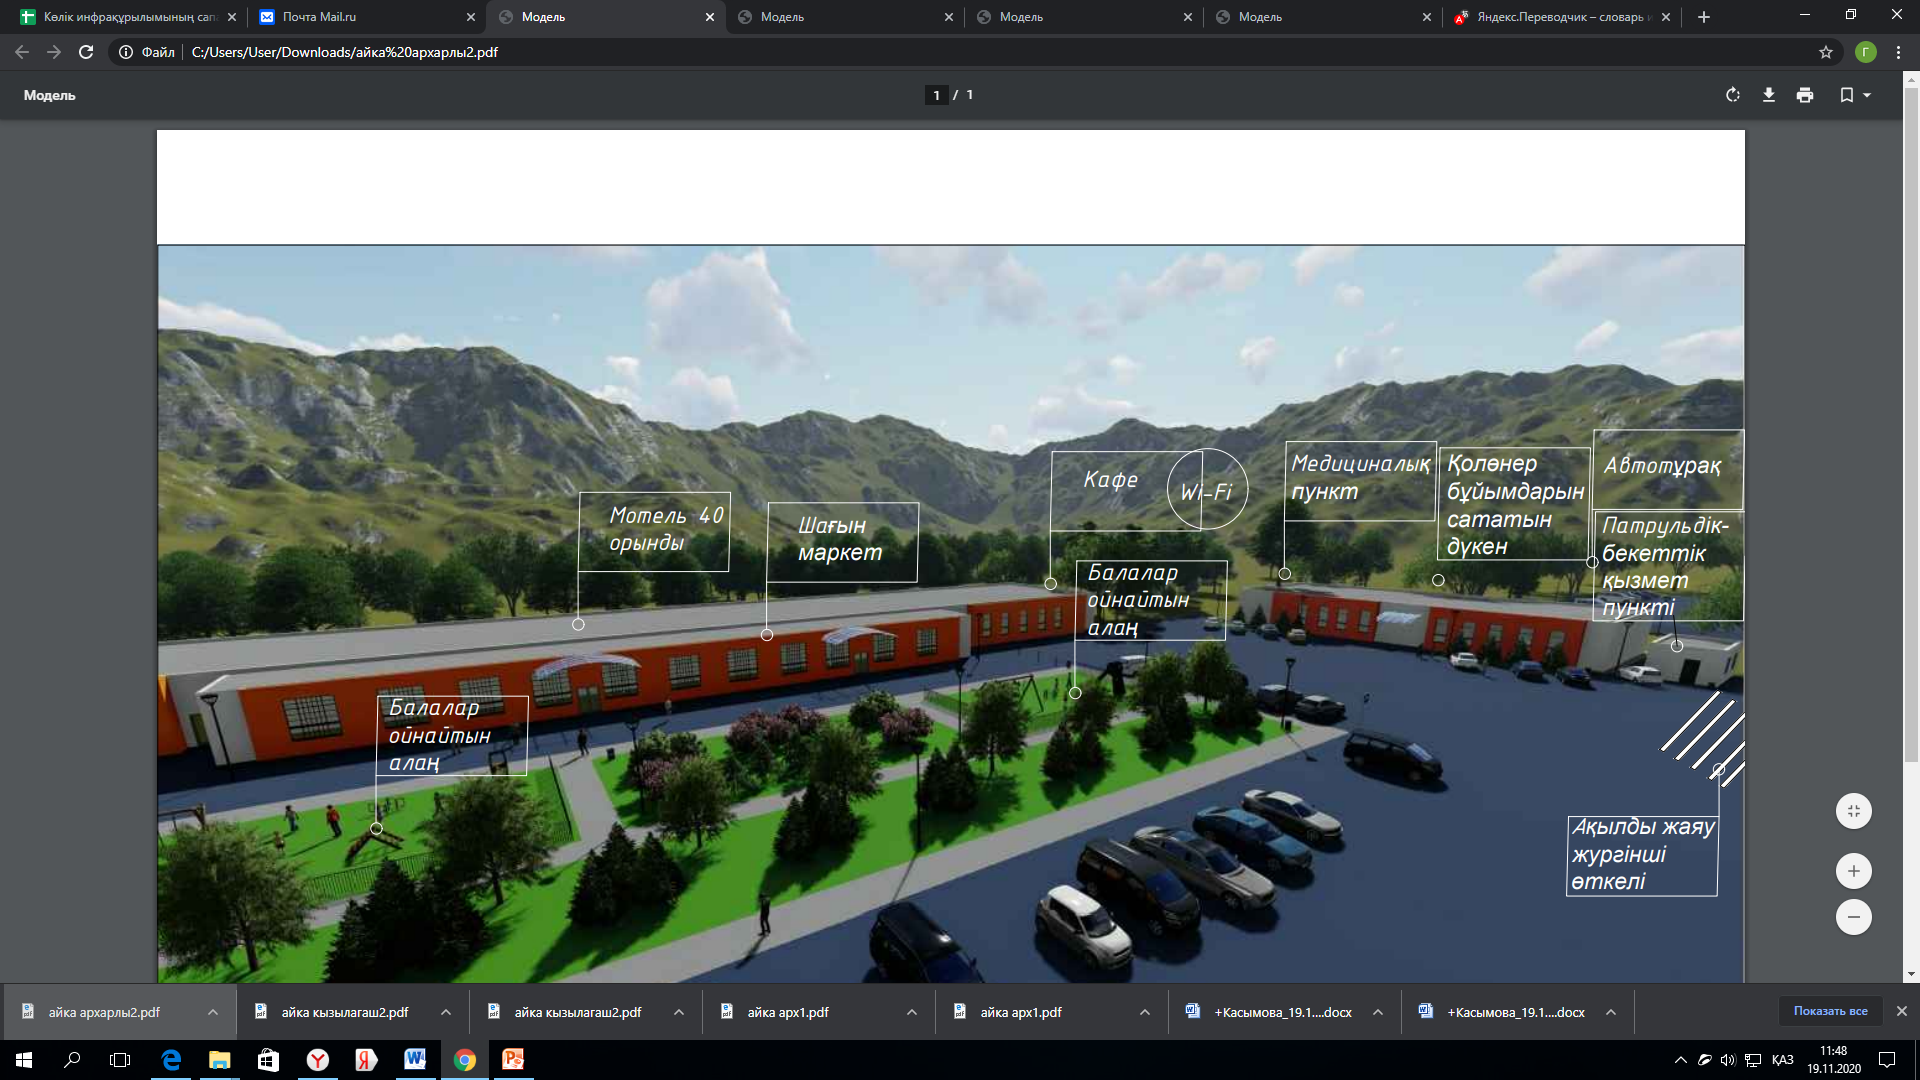 Көлік инфрақұрылымының сапа
Почта Mail.ru
Модель
Модель
Модель
Модель
Яндекс.Переводчик – словарь и
Файл
C:/Users/User/Downloads/айка%20архарлы2.pdf
Г
Модель
1 / 1
Мотель 40
орынды
Шағын
маркет
Кафе
Wi-Fi
Медициналық
пункт
Қолөнер
бұйымдарын
сататын
дүкен
Автотұрақ
Патрульдік-
бекеттік
қызмет
пункті
Балалар
ойнайтын
алаң
Балалар
ойнайтын
алаң
Ақылды жаяу
жургінші
өткелі
айка архарлы2.pdf
айка кызылагаш2.pdf
айка кызылагаш2.pdf
айка арх1.pdf
айка арх1.pdf
+Касымова_19.1....docx
+Касымова_19.1....docx
Показать все
ҚАЗ
11:48
19.11.2020